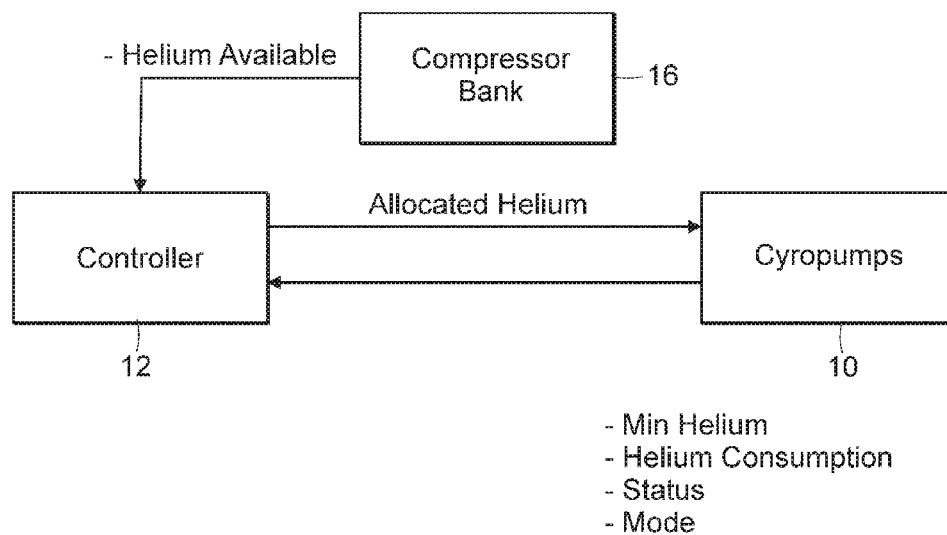 - Helium Available
Compressor
Bank
16
Allocated Helium
Controller
Cyropumps
12
10
- Min Helium
- Helium Consumption
- Status
- Mode